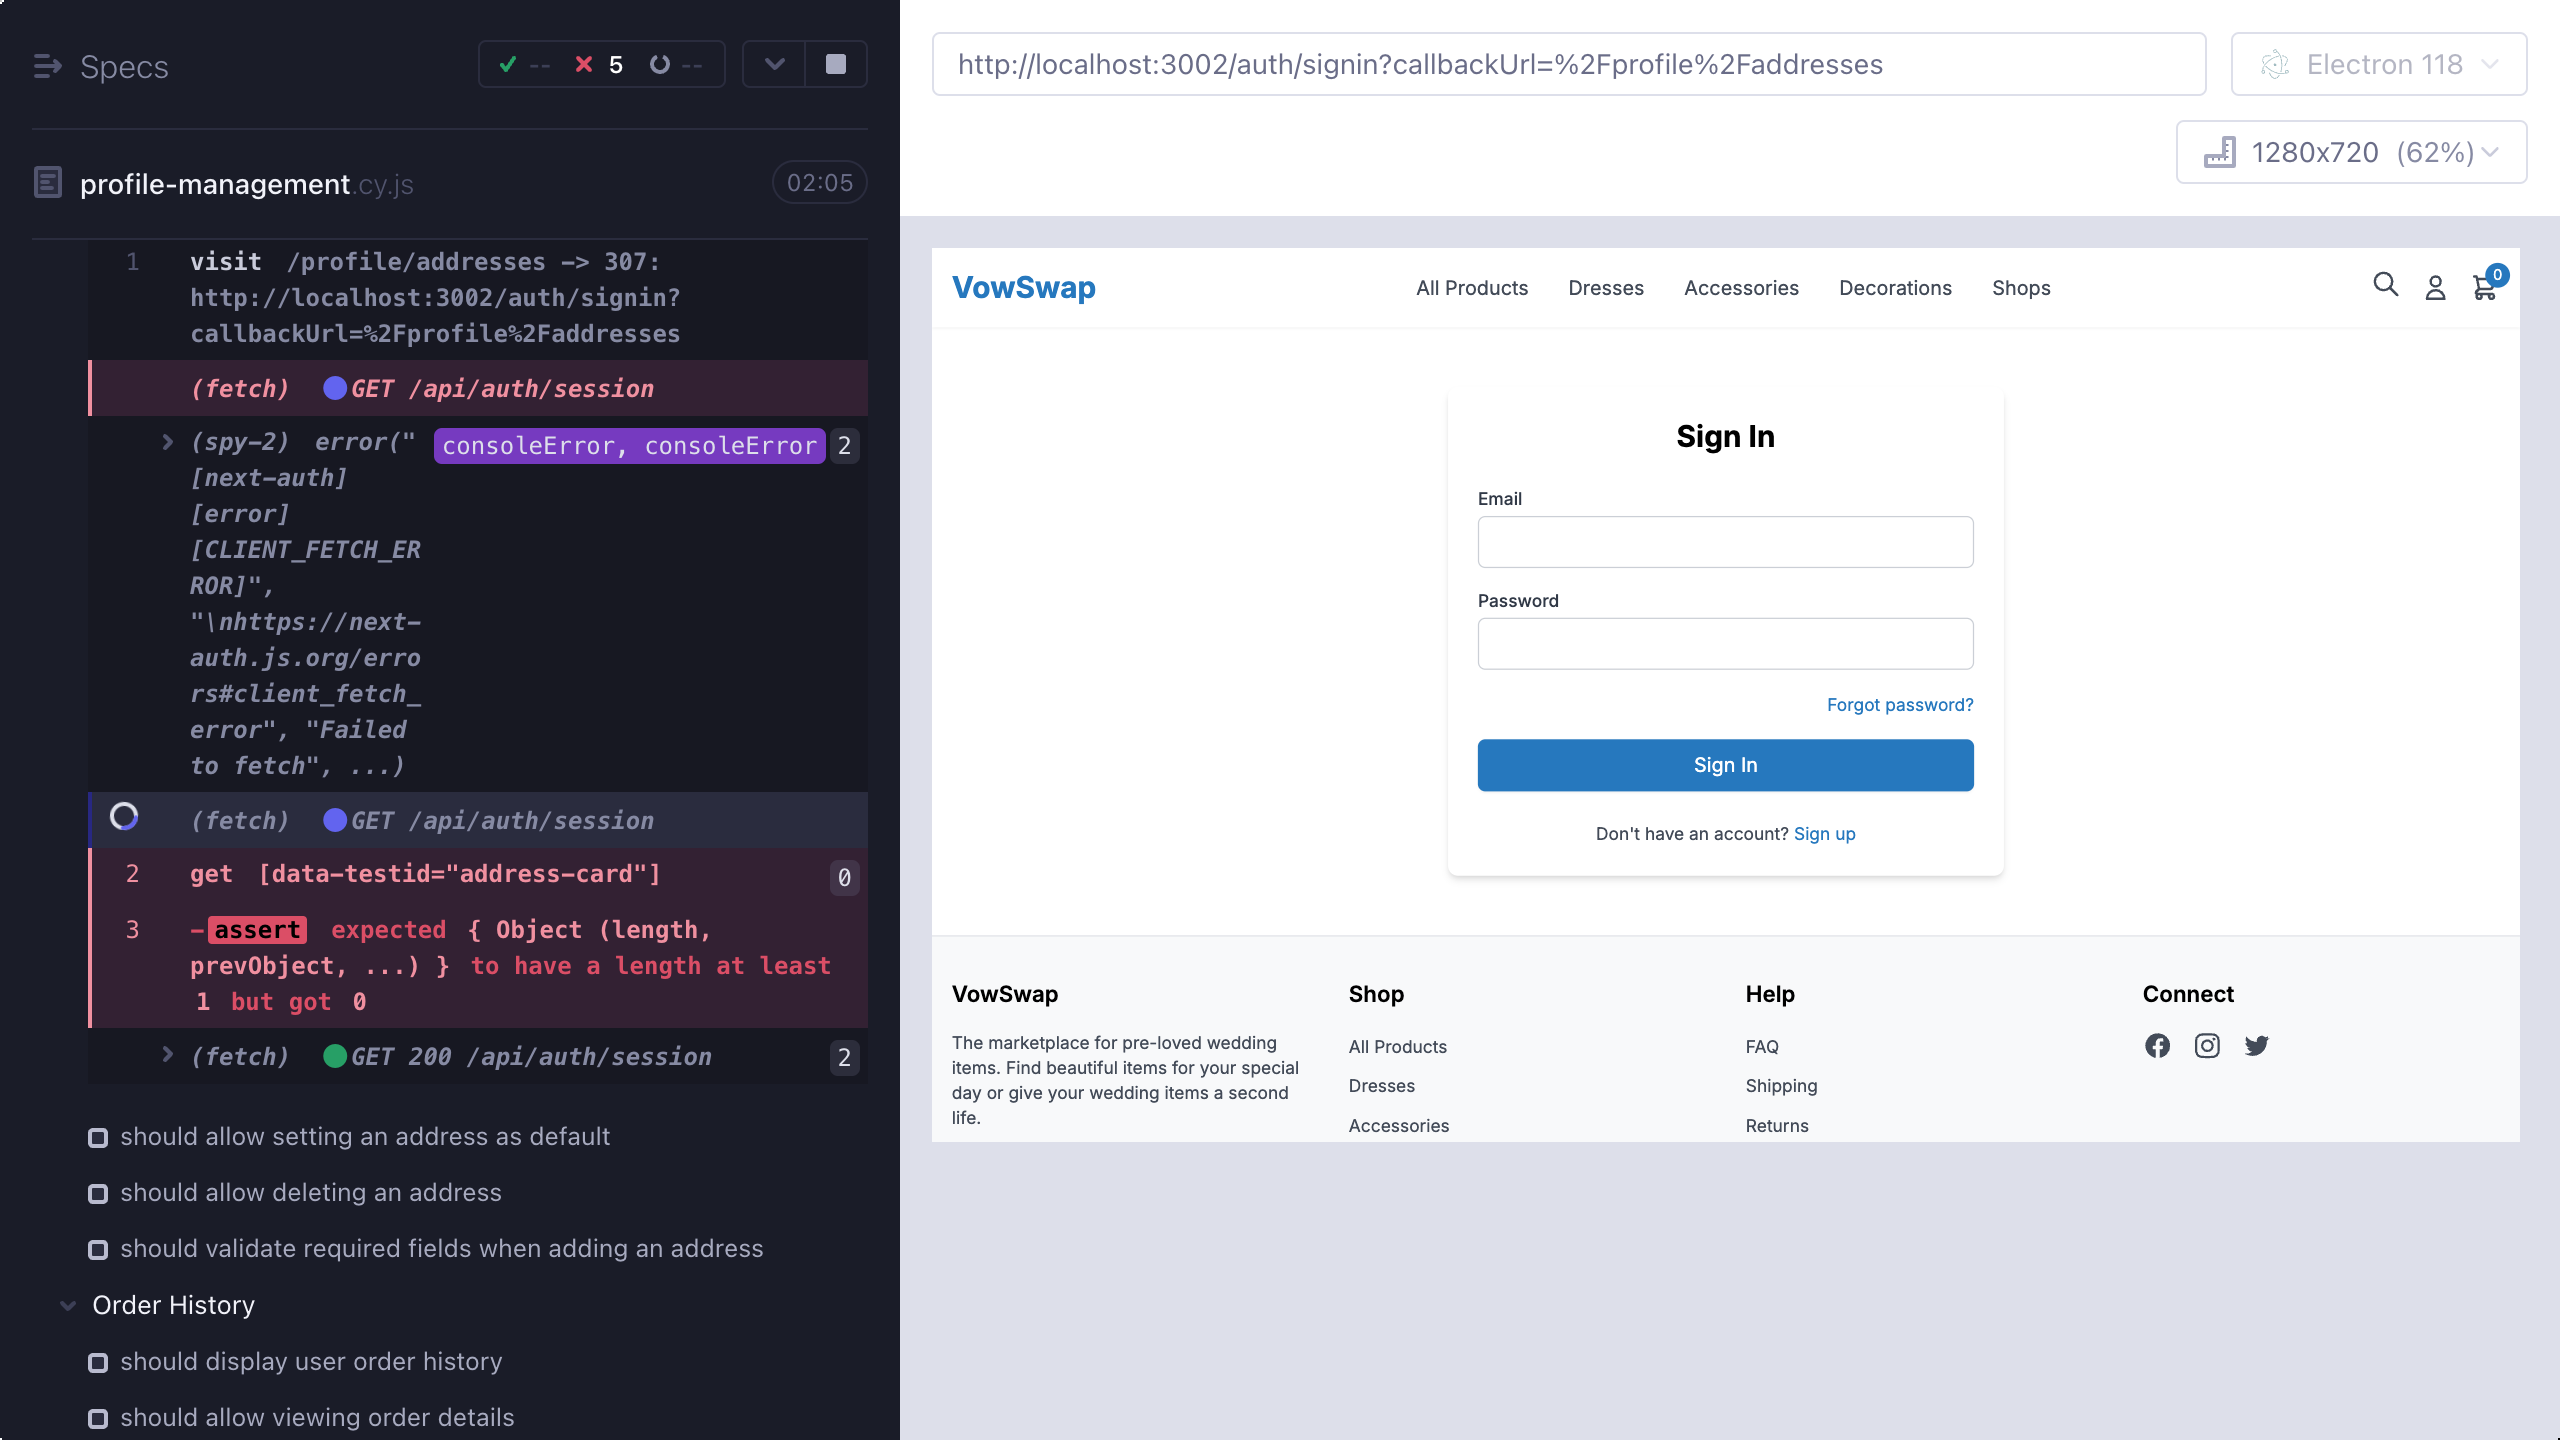 Specs
-- 5 --
profile-management.cy.js
02:05
1 visit /profile/addresses -> 307:
http://localhost:3002/auth/signin?
callbackUrl=%2Fprofile%2Faddresses
(fetch) GET /api/auth/session
(spy-2) error(" consoleError, consoleError 2
[next-auth]
[error]
[CLIENT_FETCH_ER
ROR]",
"\nhttps://next-
auth.js.org/erro
rs#client_fetch_
error", "Failed
to fetch", ...)
(fetch) GET /api/auth/session
2 get [data-testid="address-card"] 0
3 -assert expected { Object (length,
prevObject, ...) } to have a length at least
1 but got 0
(fetch) GET 200 /api/auth/session 2
should allow setting an address as default
should allow deleting an address
should validate required fields when adding an address
Order History
should display user order history
should allow viewing order details
http://localhost:3002/auth/signin?callbackUrl=%2Fprofile%2Faddresses
Electron 118
1280x720 (62%)
VowSwap
All Products Dresses Accessories Decorations Shops
0
Sign In
Email
Password
Forgot password?
Sign In
Don't have an account? Sign up
VowSwap
The marketplace for pre-loved wedding
items. Find beautiful items for your special
day or give your wedding items a second
life.
Shop
All Products
Dresses
Accessories
Help
FAQ
Shipping
Returns
Connect